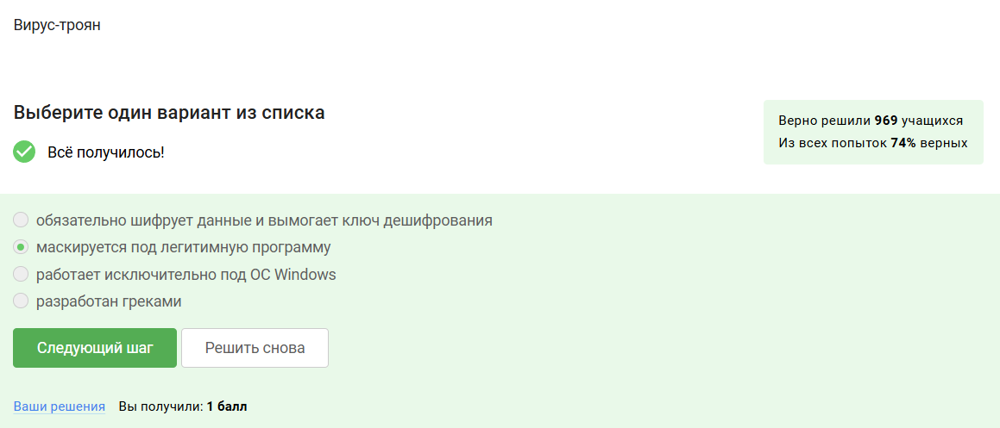 Вирус-троян
Выберите один вариант из списка
Всё получилось!
Верно решили 969 учащихся
Из всех попыток 74% верных
обязательно шифрует данные и вымогает ключ дешифрования
маскируется под легитимную программу
работает исключительно под ОС Windows
разработан греками
Следующий шаг
Решить снова
Ваши решения Вы получили: 1 балл